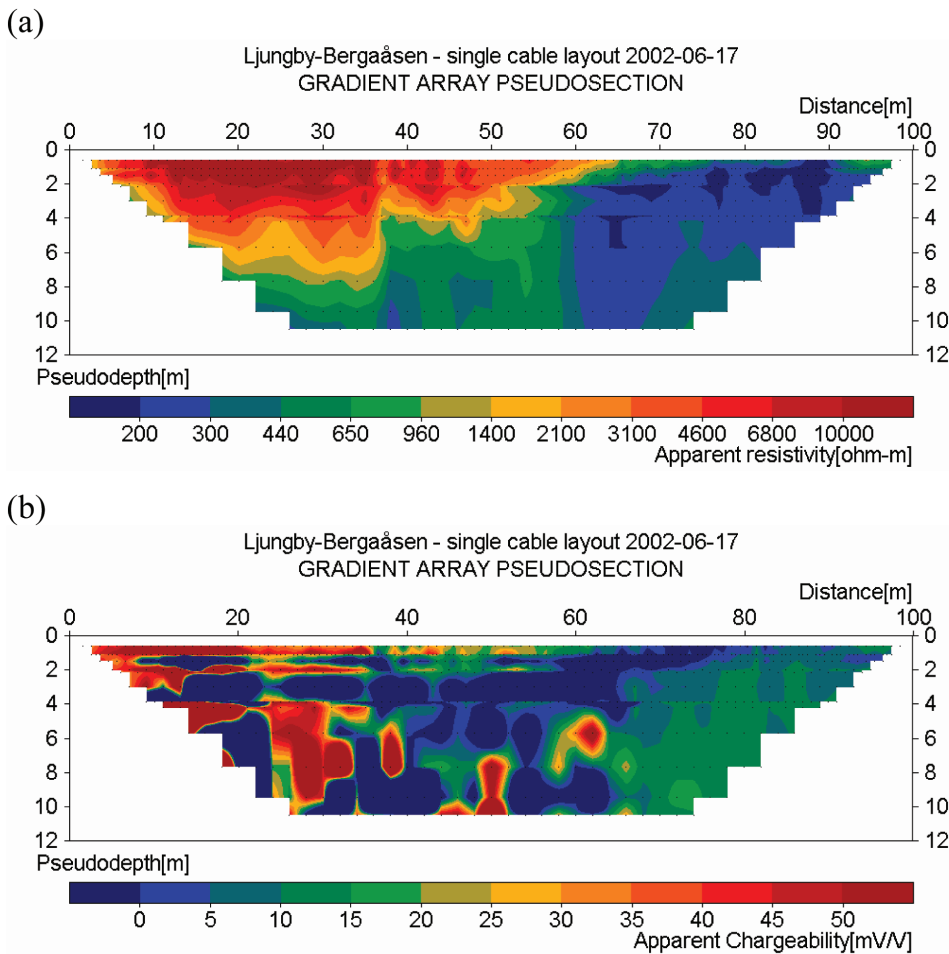 (a)
Ljungby-Bergaåsen - single cable layout 2002-06-17
GRADIENT ARRAY PSEUDOSECTION
Distance[m]
0 10 20 30 40 50 60 70 80 90 100
0 0
2 2
4 4
6 6
8 8
10 10
12 12
Pseudodepth[m]
200 300 440 650 960 1400 2100 3100 4600 6800 10000
Apparent resistivity[ohm-m]
(b)
Ljungby-Bergaåsen - single cable layout 2002-06-17
GRADIENT ARRAY PSEUDOSECTION
Distance[m]
0 20 40 60 80 100
0 0
2 2
4 4
6 6
8 8
10 10
12 12
Pseudodepth[m]
0 5 10 15 20 25 30 35 40 45 50
Apparent Chargeability[mV/V]